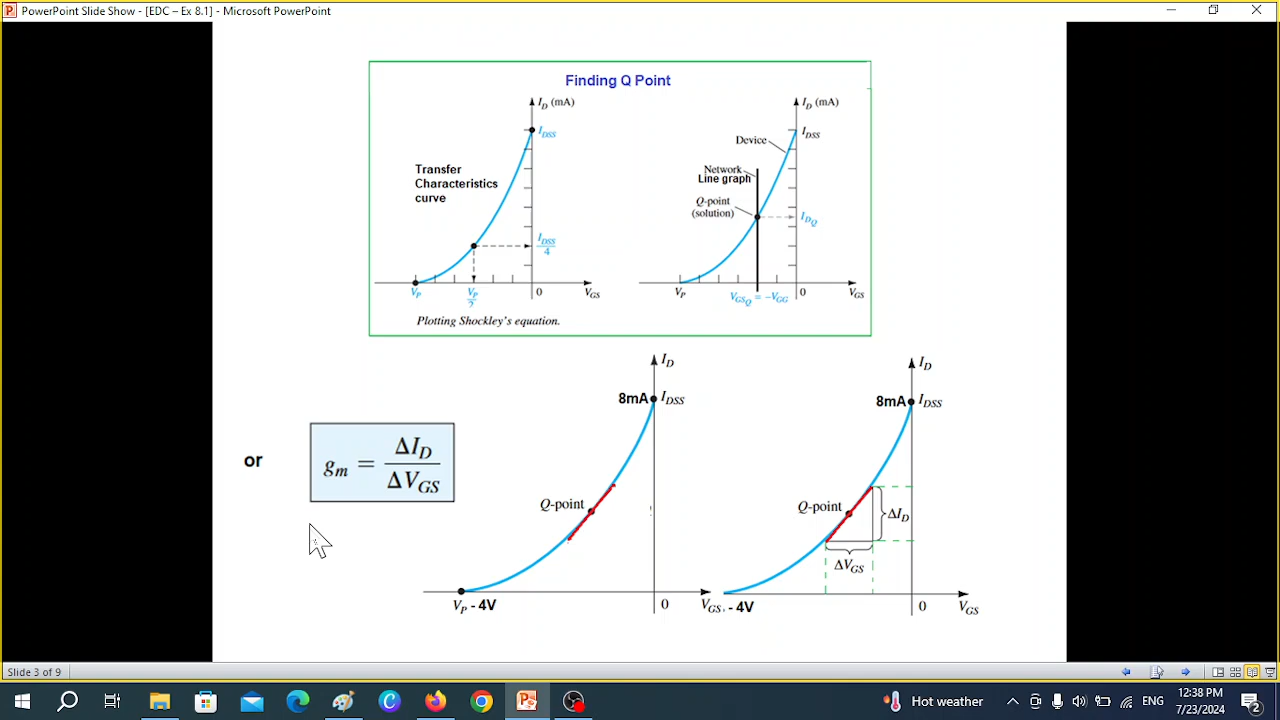 PowerPoint Slide Show - [EDC – Ex 8.1] - Microsoft PowerPoint
Finding Q Point
I_D (mA)
I_DSS
Transfer
Characteristics
curve
I_DSS/4
V_P
V_P/2
0
V_GS
Plotting Shockley's equation.
I_D (mA)
I_DSS
Device
Network
Line graph
Q-point
(solution)
I_DQ
V_P
V_GSQ = –V_GG
0
V_GS
or
g_m = ΔI_D/ΔV_GS
I_D
8mA
I_DSS
Q-point
V_P - 4V
0
V_GS
I_D
8mA
I_DSS
Q-point
ΔI_D
ΔV_GS
- 4V
0
V_GS
Slide 3 of 9
Hot weather
ENG
12:38 PM
7/23/2024
2